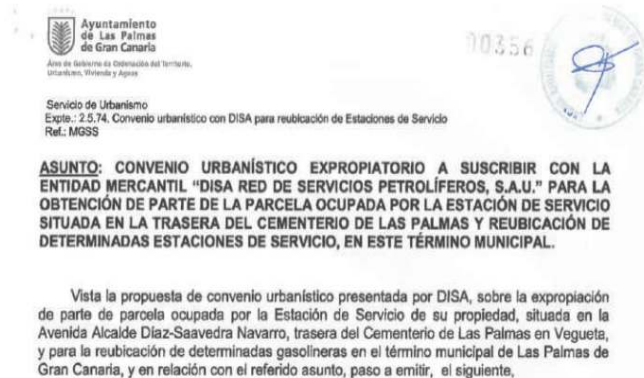 Ayuntamiento
de Las Palmas
de Gran Canaria
Área de Gobierno de Ordenación del Territorio,
Urbanismo, Vivienda y Aguas
00356
Servicio de Urbanismo
Expte.: 2.5.74. Convenio urbanístico con DISA para reubicación de Estaciones de Servicio
Ref.: MGSS
ASUNTO: CONVENIO URBANÍSTICO EXPROPIATORIO A SUSCRIBIR CON LA
ENTIDAD MERCANTIL "DISA RED DE SERVICIOS PETROLÍFEROS, S.A.U." PARA LA
OBTENCIÓN DE PARTE DE LA PARCELA OCUPADA POR LA ESTACIÓN DE SERVICIO
SITUADA EN LA TRASERA DEL CEMENTERIO DE LAS PALMAS Y REUBICACIÓN DE
DETERMINADAS ESTACIONES DE SERVICIO, EN ESTE TÉRMINO MUNICIPAL.
Vista la propuesta de convenio urbanístico presentada por DISA, sobre la expropiación
de parte de parcela ocupada por la Estación de Servicio de su propiedad, situada en la
Avenida Alcalde Díaz-Saavedra Navarro, trasera del Cementerio de Las Palmas en Vegueta,
y para la reubicación de determinadas gasolineras en el término municipal de Las Palmas de
Gran Canaria, y en relación con el referido asunto, paso a emitir, el siguiente,